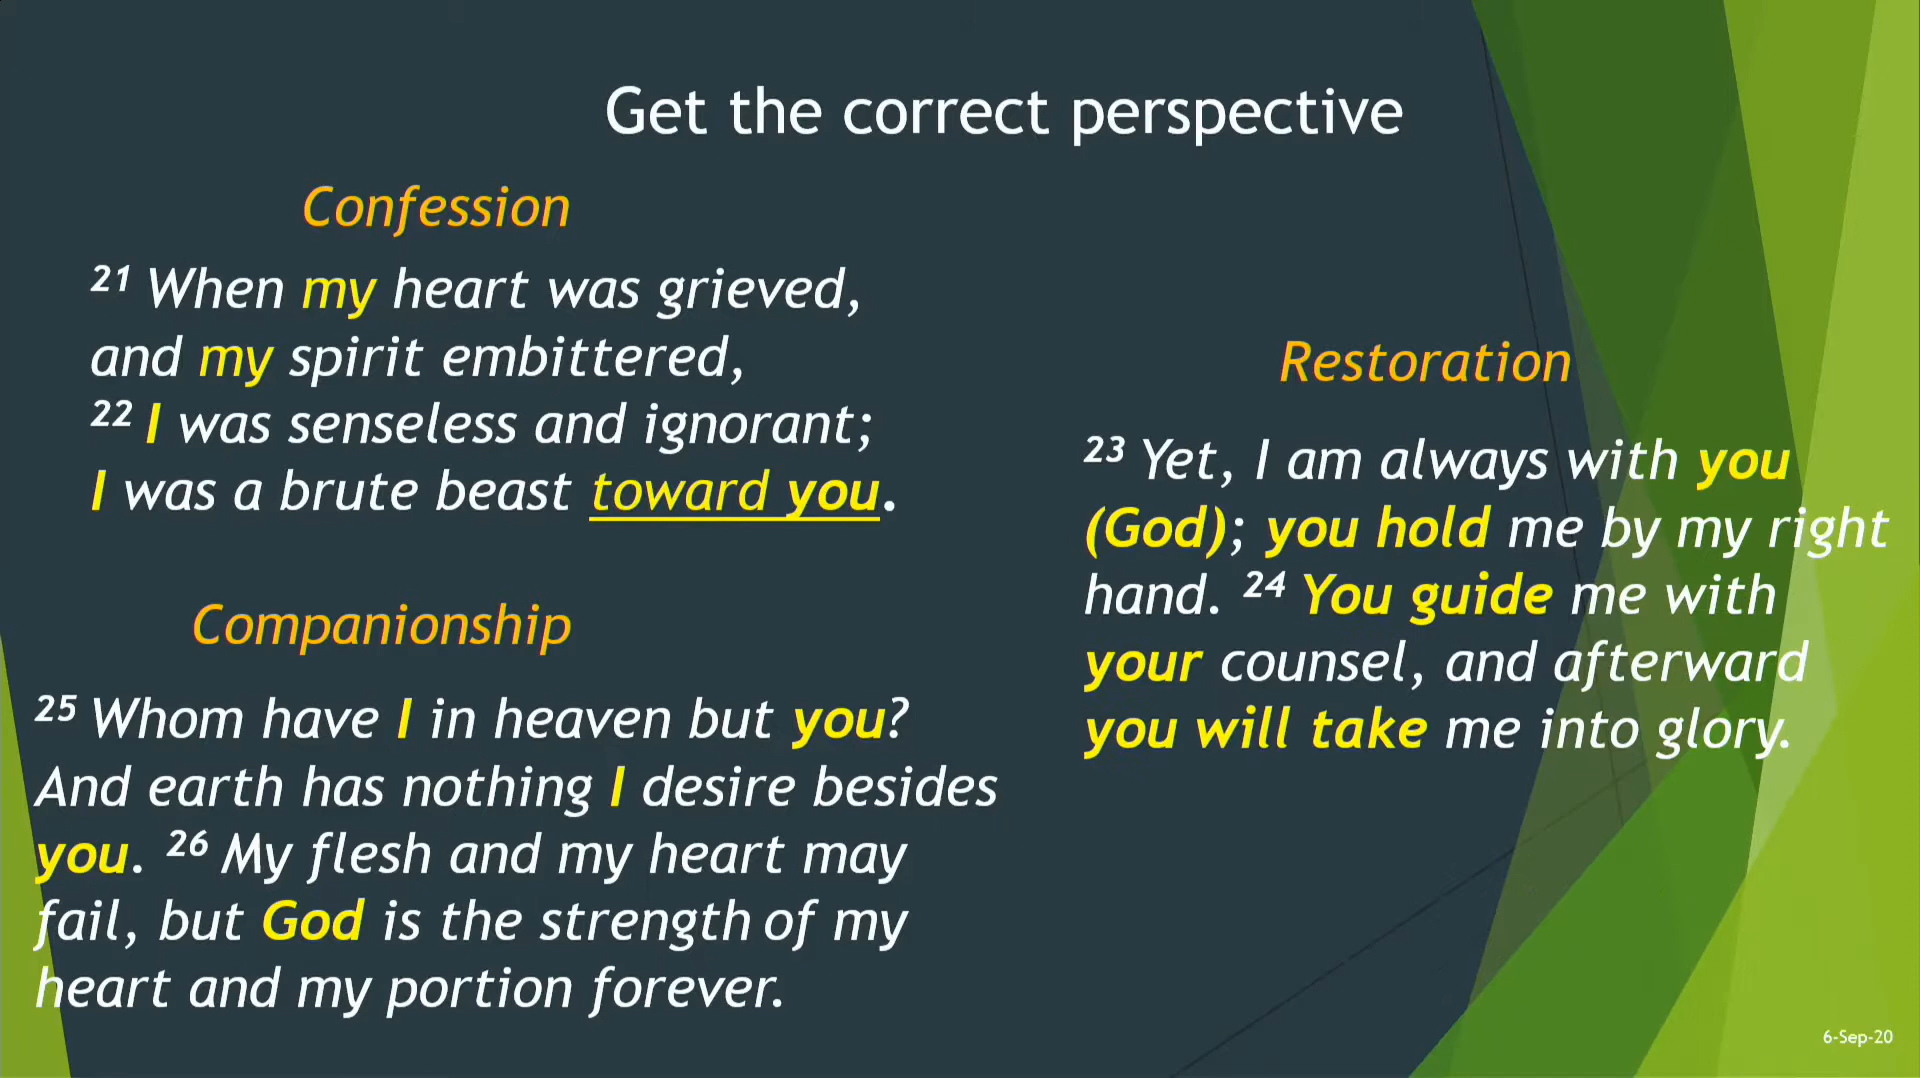 Get the correct perspective
Confession
21 When my heart was grieved,
and my spirit embittered,
22 I was senseless and ignorant;
I was a brute beast toward you.
Restoration
23 Yet, I am always with you
(God); you hold me by my right
hand. 24 You guide me with
your counsel, and afterward
you will take me into glory.
Companionship
25 Whom have I in heaven but you?
And earth has nothing I desire besides
you. 26 My flesh and my heart may
fail, but God is the strength of my
heart and my portion forever.
6-Sep-20